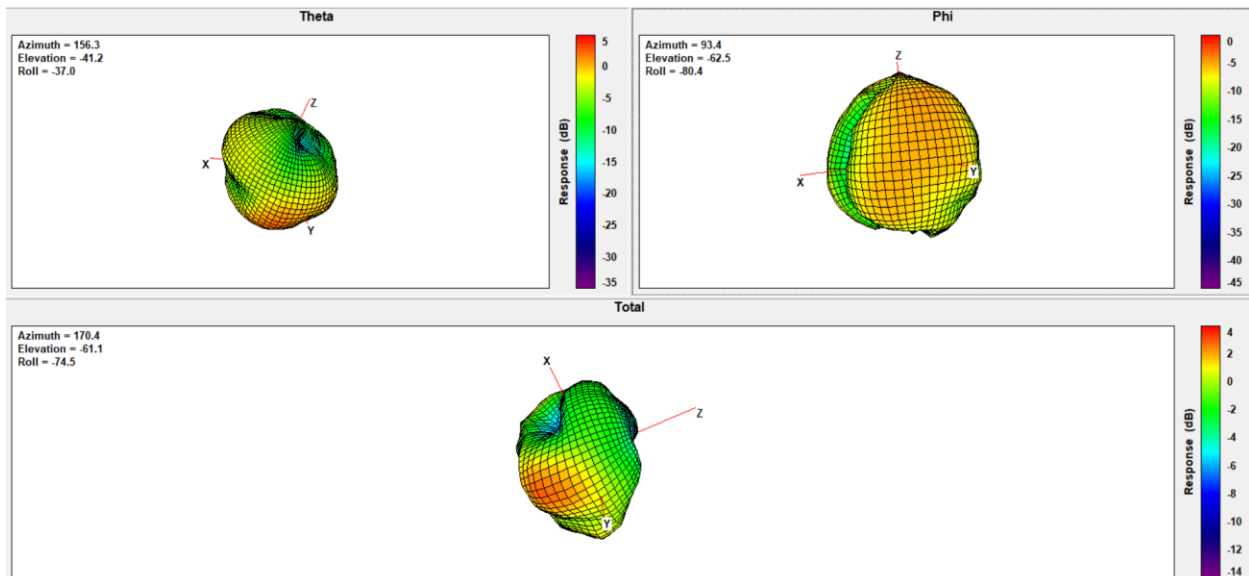 Theta
Azimuth = 156.3
Elevation = -41.2
Roll = -37.0
Z
X
Y
5
0
-5
-10
-15
-20
-25
-30
-35
Response (dB)
Phi
Azimuth = 93.4
Elevation = -62.5
Roll = -80.4
Z
X
Y
0
-5
-10
-15
-20
-25
-30
-35
-40
-45
Response (dB)
Total
Azimuth = 170.4
Elevation = -61.1
Roll = -74.5
X
Z
Y
4
2
0
-2
-4
-6
-8
-10
-12
-14
Response (dB)